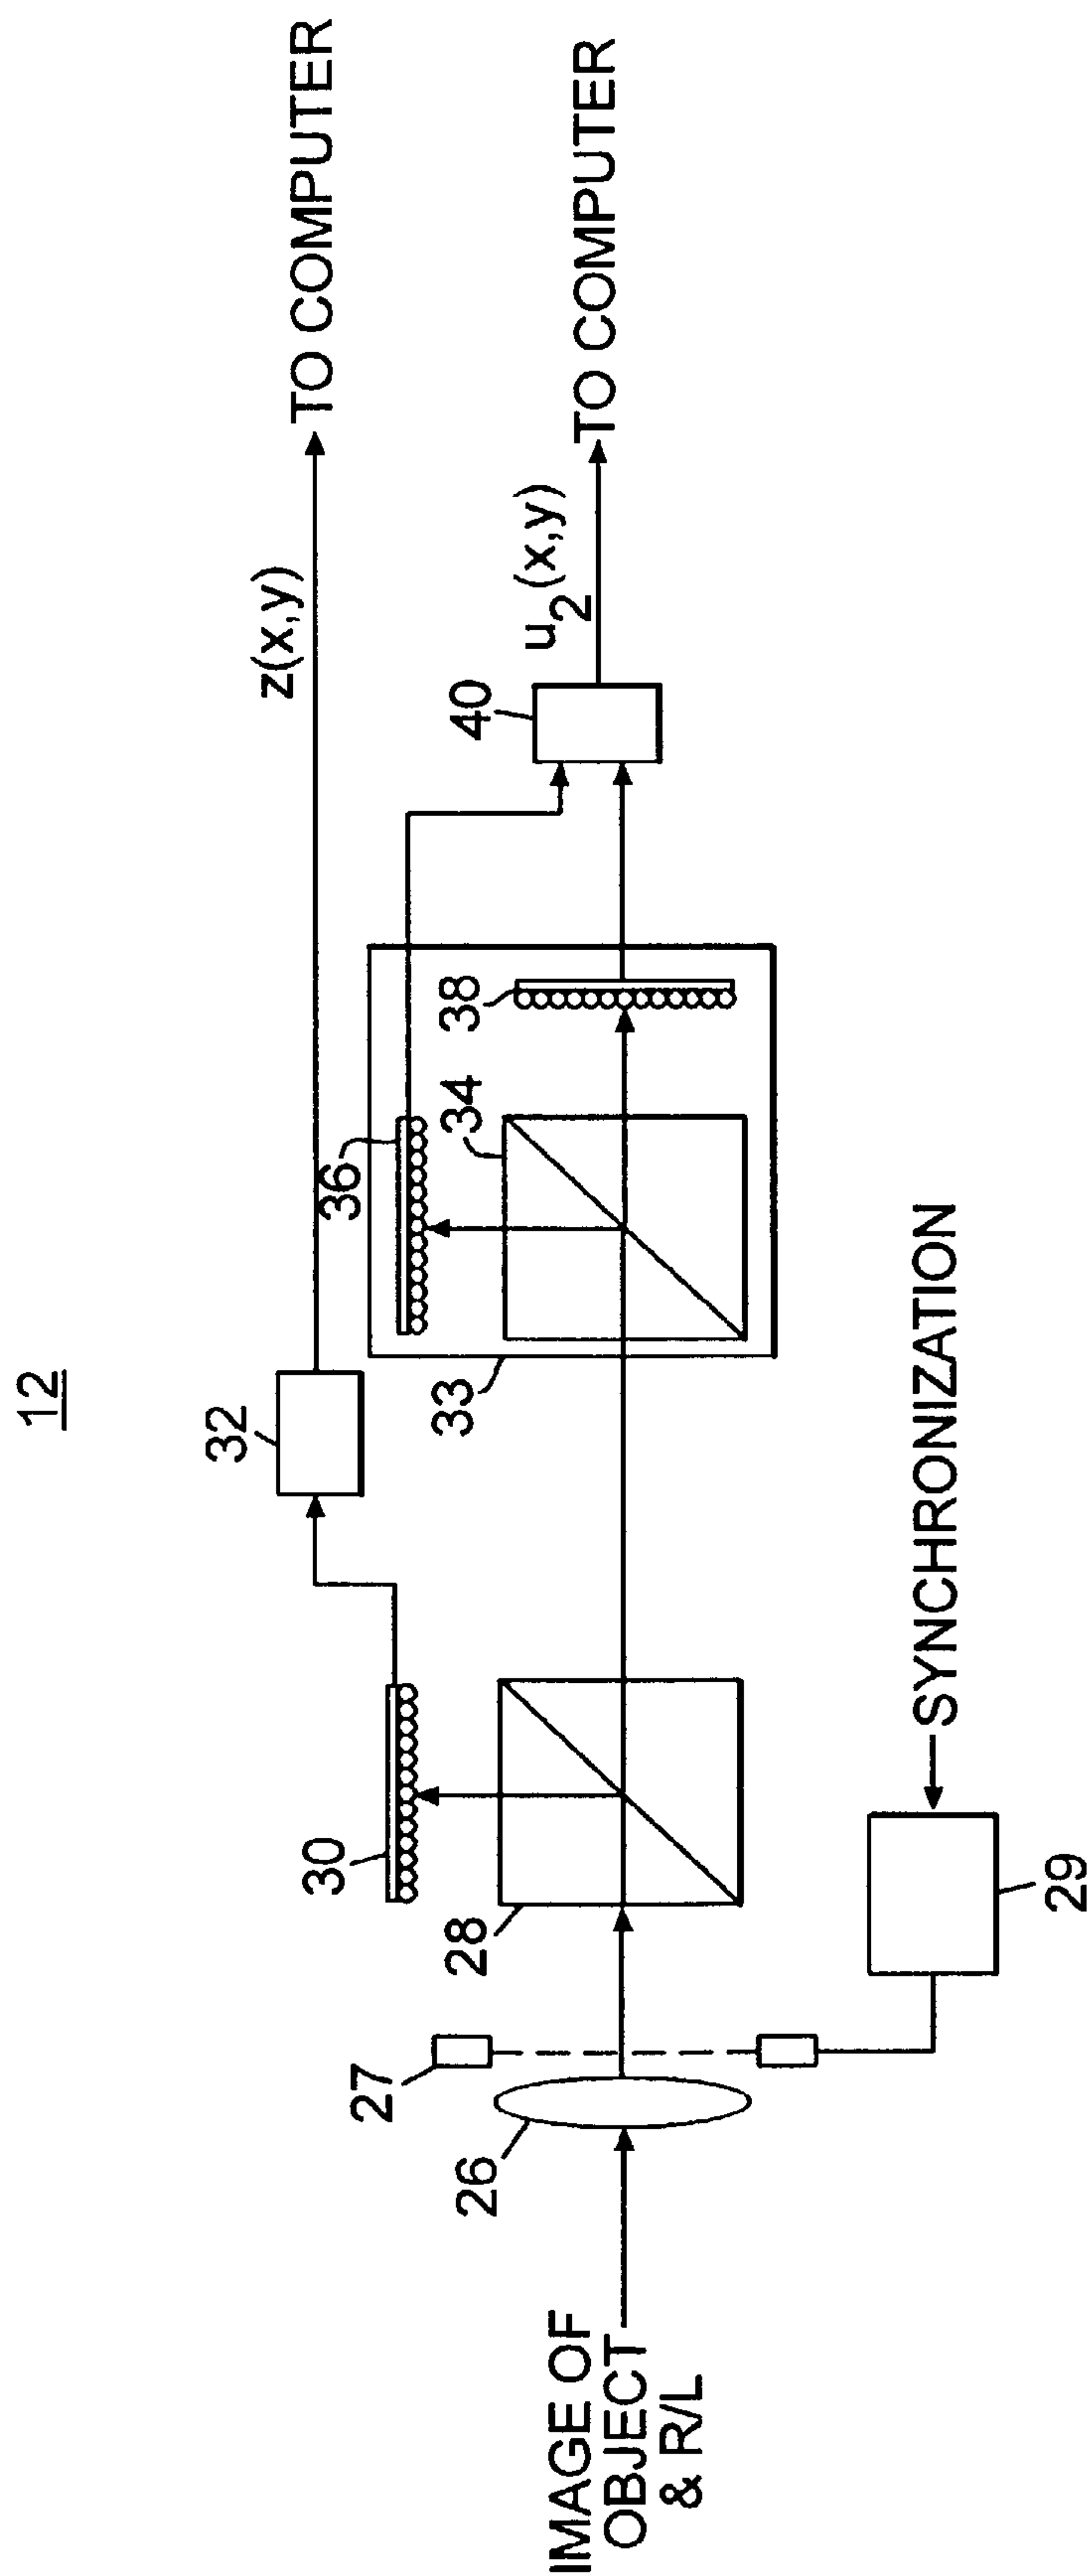 12
z(x,y)
TO COMPUTER
32
36
30
33
34
38
40
u2(x,y)
TO COMPUTER
28
27
26
IMAGE OF
OBJECT
& R/L
SYNCHRONIZATION
29